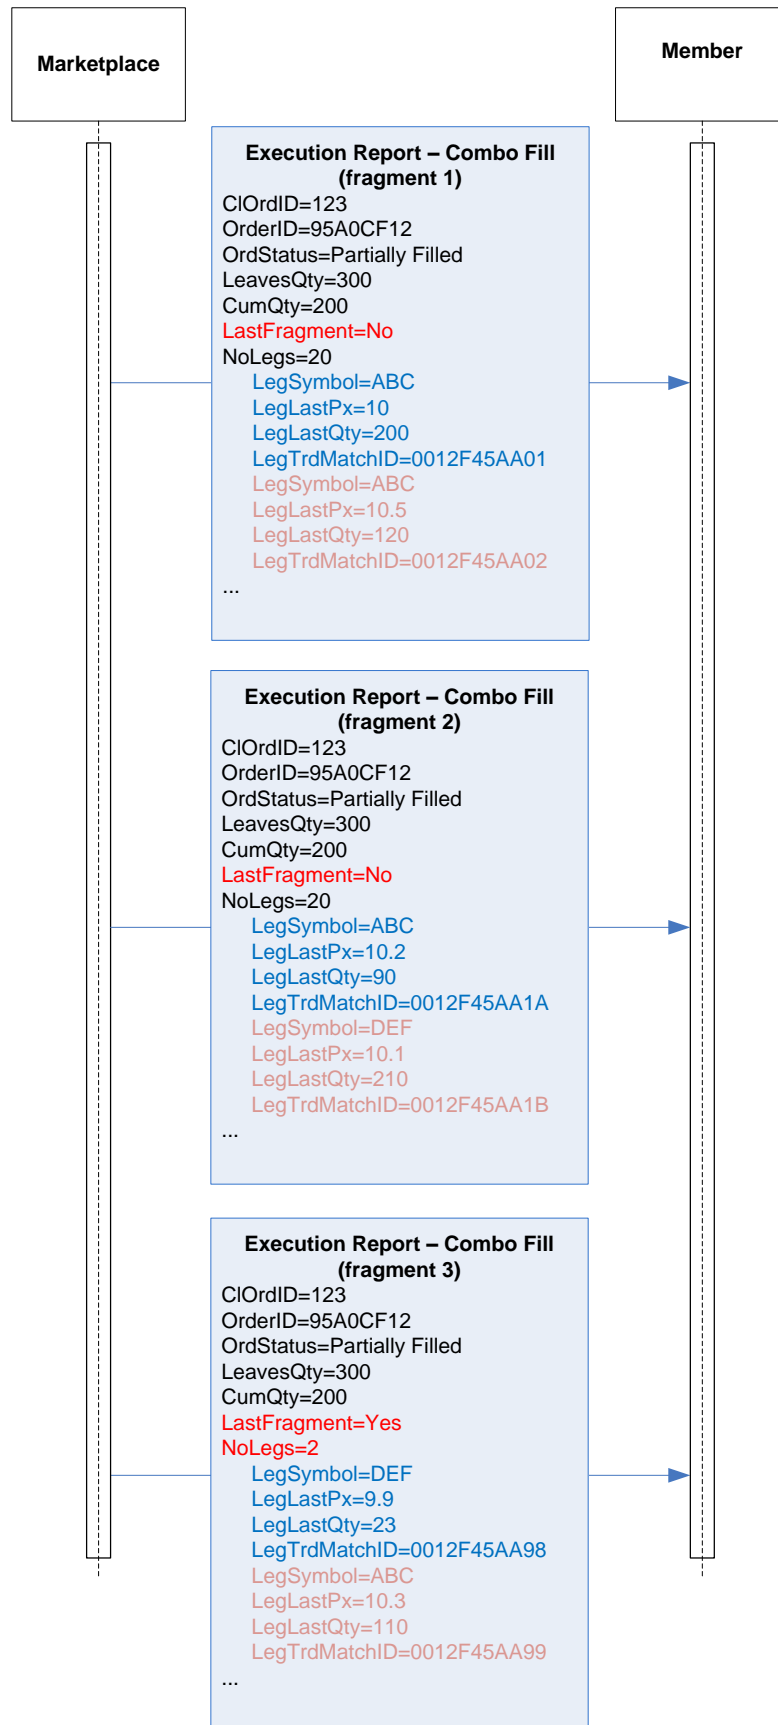 Marketplace
Member
Execution Report – Combo Fill
(fragment 1)
ClOrdID=123
OrderID=95A0CF12
OrdStatus=Partially Filled
LeavesQty=300
CumQty=200
LastFragment=No
NoLegs=20
LegSymbol=ABC
LegLastPx=10
LegLastQty=200
LegTrdMatchID=0012F45AA01
LegSymbol=ABC
LegLastPx=10.5
LegLastQty=120
LegTrdMatchID=0012F45AA02
...
Execution Report – Combo Fill
(fragment 2)
ClOrdID=123
OrderID=95A0CF12
OrdStatus=Partially Filled
LeavesQty=300
CumQty=200
LastFragment=No
NoLegs=20
LegSymbol=ABC
LegLastPx=10.2
LegLastQty=90
LegTrdMatchID=0012F45AA1A
LegSymbol=DEF
LegLastPx=10.1
LegLastQty=210
LegTrdMatchID=0012F45AA1B
...
Execution Report – Combo Fill
(fragment 3)
ClOrdID=123
OrderID=95A0CF12
OrdStatus=Partially Filled
LeavesQty=300
CumQty=200
LastFragment=Yes
NoLegs=2
LegSymbol=DEF
LegLastPx=9.9
LegLastQty=23
LegTrdMatchID=0012F45AA98
LegSymbol=ABC
LegLastPx=10.3
LegLastQty=110
LegTrdMatchID=0012F45AA99
...